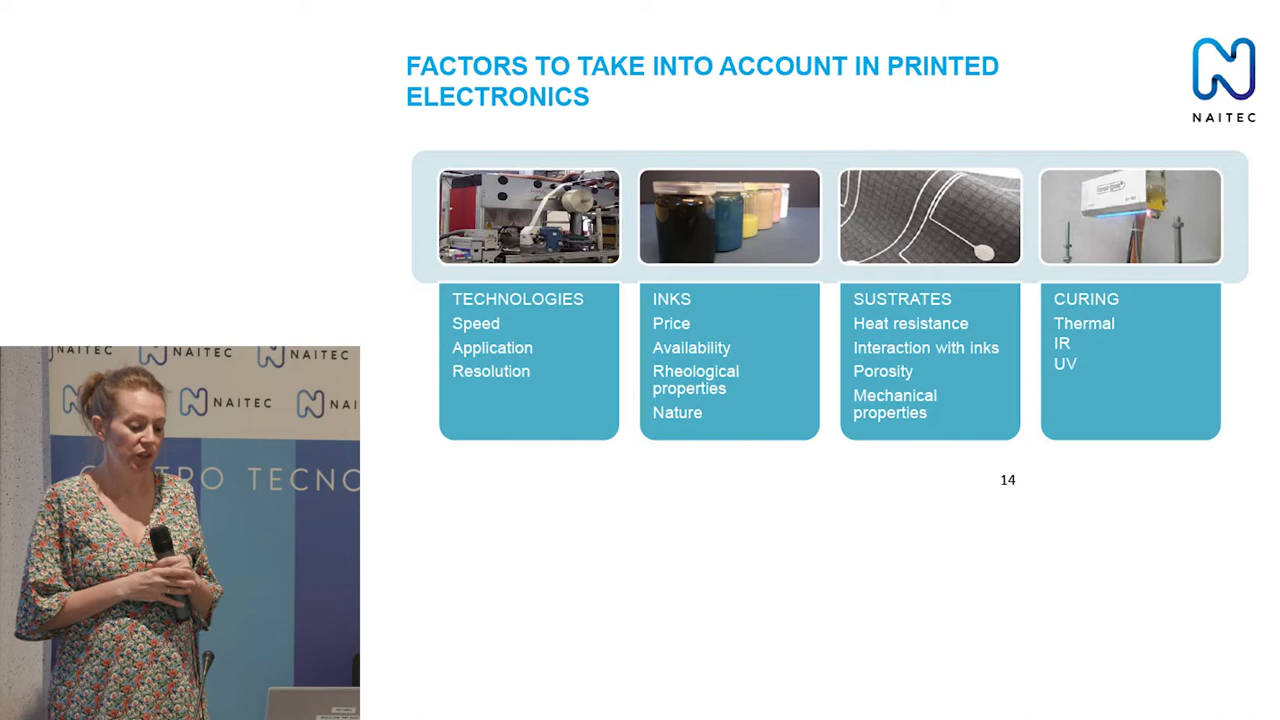 FACTORS TO TAKE INTO ACCOUNT IN PRINTED
ELECTRONICS
NAITEC
TECHNOLOGIES
Speed
Application
Resolution
INKS
Price
Availability
Rheological
properties
Nature
SUSTRATES
Heat resistance
Interaction with inks
Porosity
Mechanical
properties
CURING
Thermal
IR
UV
14
NAITEC
NAITEC
NAITEC
NAITEC
NAI
TECNO